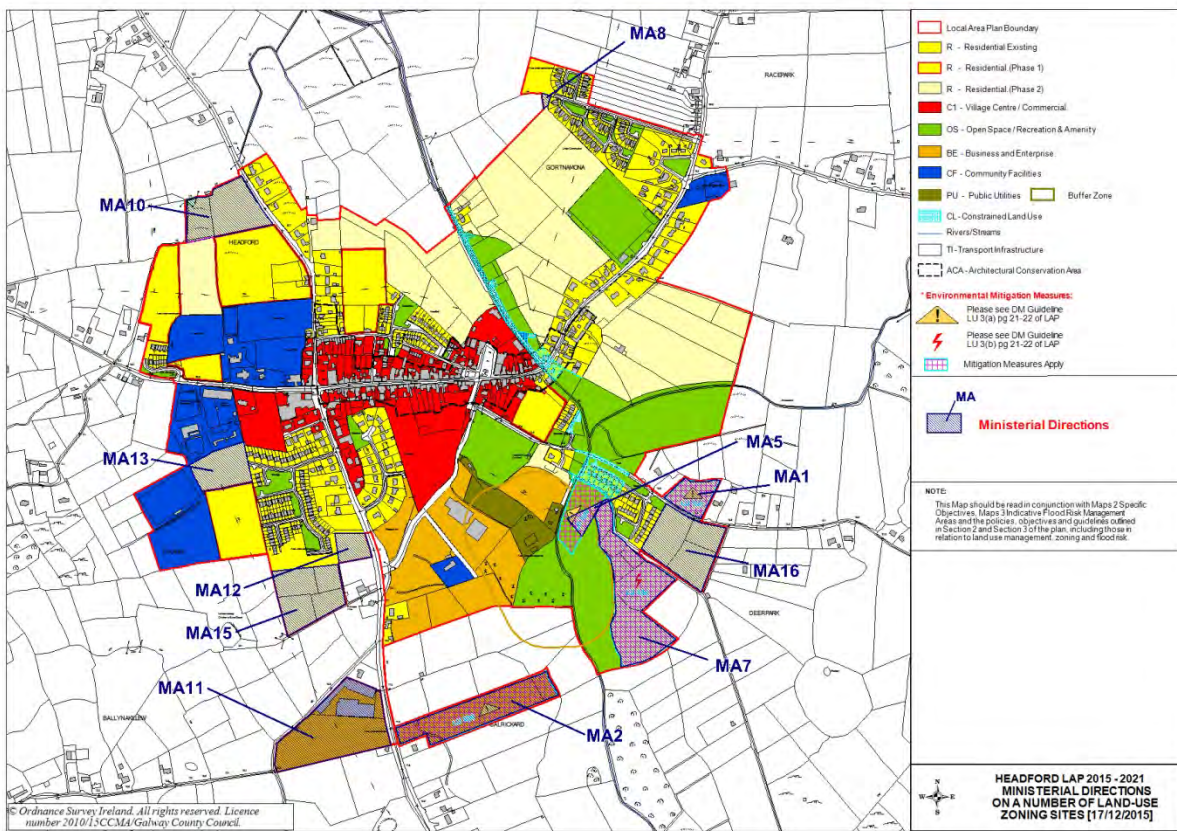 MA8
RACEPARK
GORTNAMONA
MA10
HEADFORD
MA5
MA13
MA1
MA12
MA16
MA15
DEERPARK
MA7
MA11
BALLYNAKILLEW
MA2
BALRICKARD
© Ordnance Survey Ireland. All rights reserved. Licence
number 2010/15CCMA/Galway County Council.
Local Area Plan Boundary
R - Residential Existing
R - Residential (Phase 1)
R - Residential (Phase 2)
C1 - Village Centre / Commercial
OS - Open Space / Recreation & Amenity
BE - Business and Enterprise
CF - Community Facilities
PU - Public Utilities Buffer Zone
CL - Constrained Land Use
Rivers/Streams
TI - Transport Infrastructure
ACA - Architectural Conservation Area
* Environmental Mitigation Measures:
Please see DM Guideline
LU 3(a) pg 21-22 of LAP
Please see DM Guideline
LU 3(b) pg 21-22 of LAP
Mitigation Measures Apply
MA
Ministerial Directions
NOTE:
This Map should be read in conjunction with Maps 2 Specific
Objectives, Maps 3 Indicative Flood Risk Management
Areas and the policies, objectives and guidelines outlined
in Section 2 and Section 3 of the plan, including those in
relation to land use management, zoning and flood risk.
N
W E
S
HEADFORD LAP 2015 - 2021
MINISTERIAL DIRECTIONS
ON A NUMBER OF LAND-USE
ZONING SITES [17/12/2015]